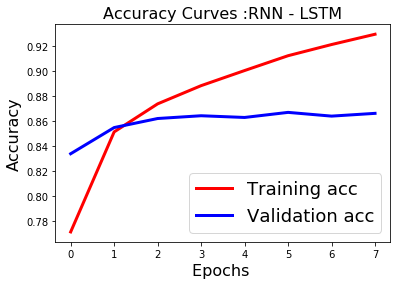 Accuracy Curves :RNN - LSTM
Accuracy
0.92
0.90
0.88
0.86
0.84
0.82
0.80
0.78
Training acc
Validation acc
0 1 2 3 4 5 6 7
Epochs